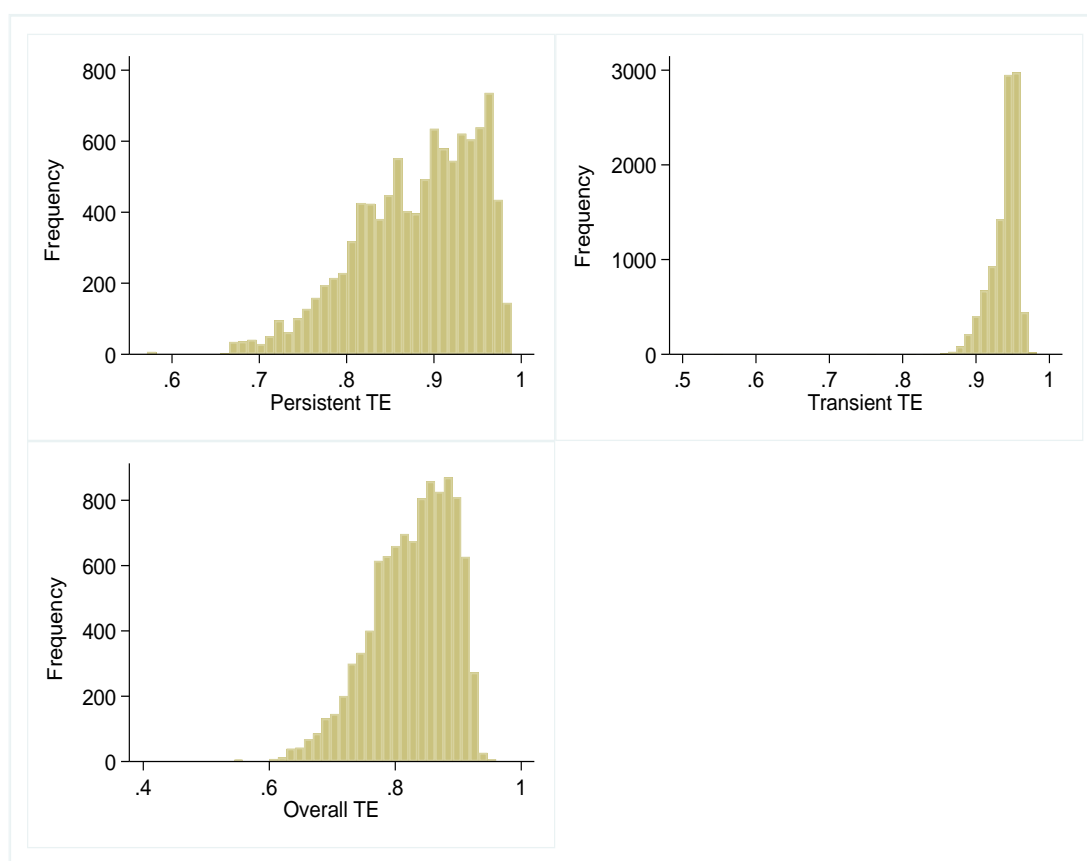 800
600
400
200
0
Frequency
.6 .7 .8 .9 1
Persistent TE
3000
2000
1000
0
Frequency
.5 .6 .7 .8 .9 1
Transient TE
800
600
400
200
0
Frequency
.4 .6 .8 1
Overall TE